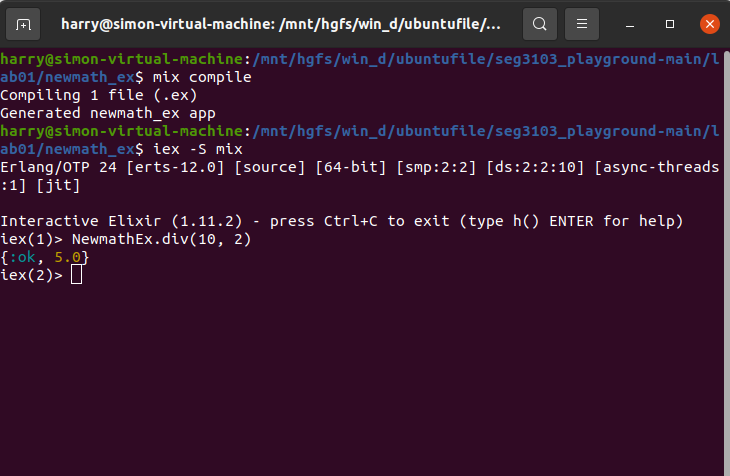 harry@simon-virtual-machine: /mnt/hgfs/win_d/ubuntufile/...
harry@simon-virtual-machine:/mnt/hgfs/win_d/ubuntufile/seg3103_playground-main/l
ab01/newmath_ex$ mix compile
Compiling 1 file (.ex)
Generated newmath_ex app
harry@simon-virtual-machine:/mnt/hgfs/win_d/ubuntufile/seg3103_playground-main/l
ab01/newmath_ex$ iex -S mix
Erlang/OTP 24 [erts-12.0] [source] [64-bit] [smp:2:2] [ds:2:2:10] [async-threads
:1] [jit]
Interactive Elixir (1.11.2) - press Ctrl+C to exit (type h() ENTER for help)
iex(1)> NewmathEx.div(10, 2)
{:ok, 5.0}
iex(2)>